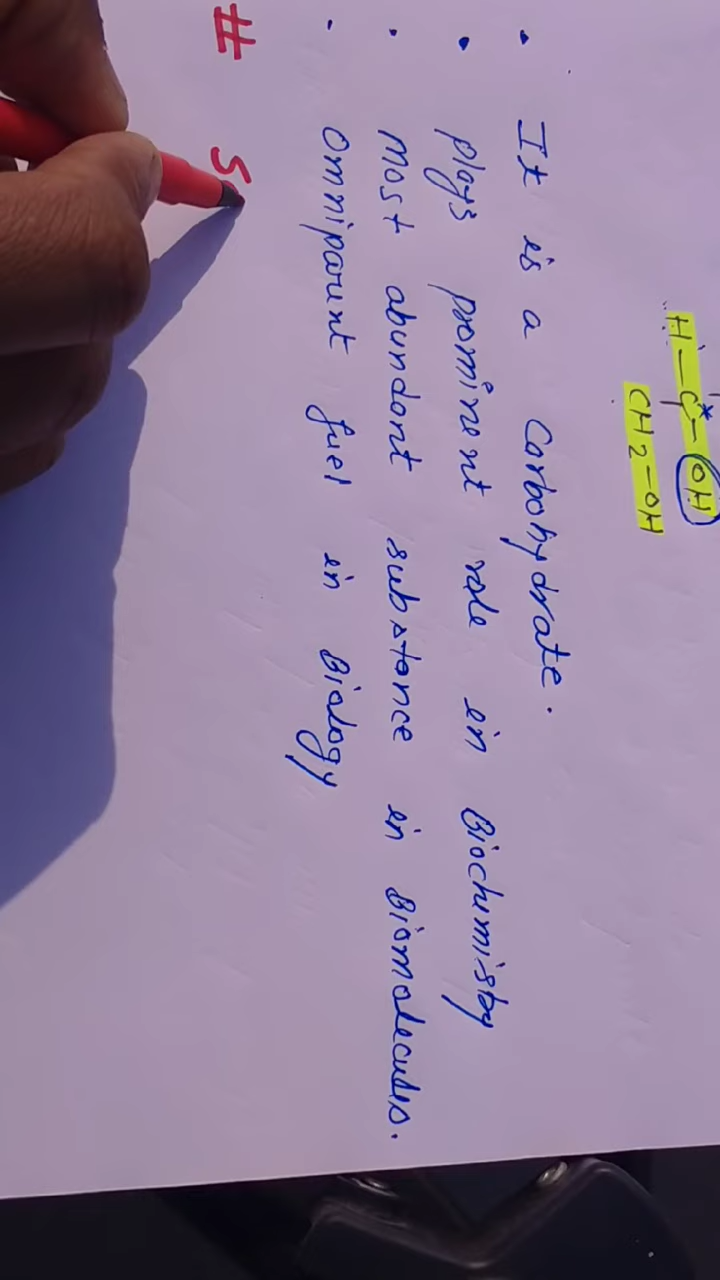 H-C*-OH
CH2-OH
• It is a Carbohydrate.
• plays prominent role in Biochemistry
• most abundant substance in Biomolecules.
• omniparent fuel in Biology
# S